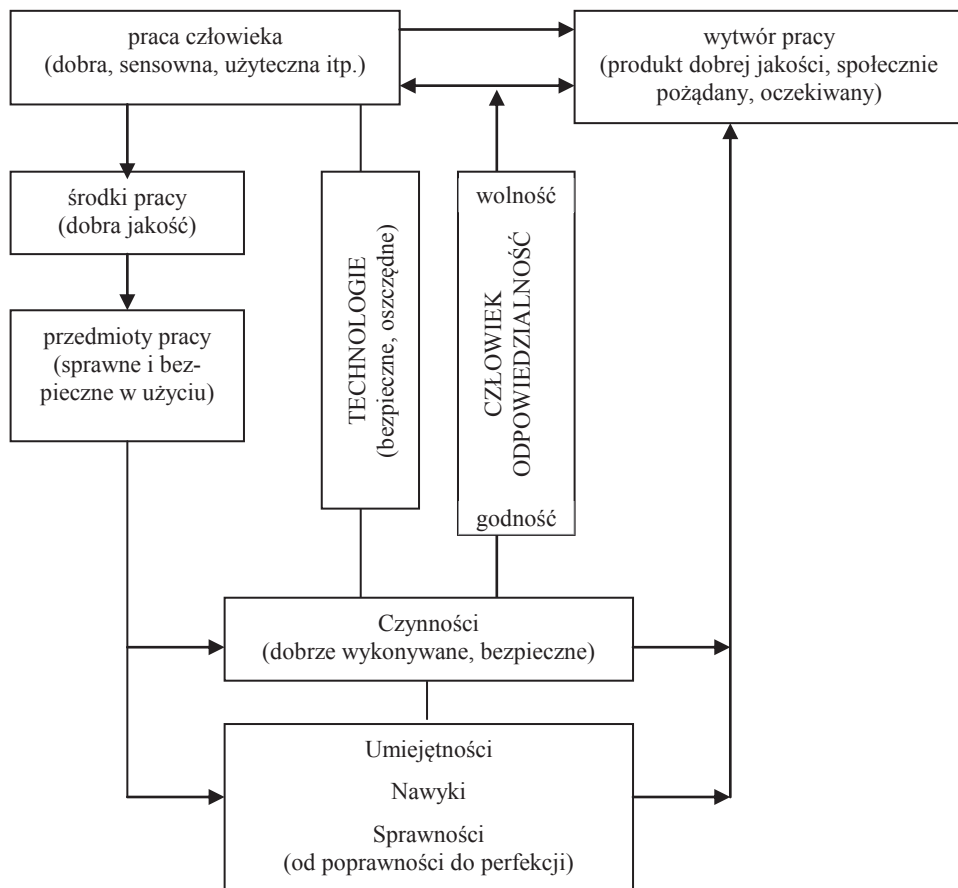 praca człowieka
(dobra, sensowna, użyteczna itp.)
wytwór pracy
(produkt dobrej jakości, społecznie
pożądany, oczekiwany)
środki pracy
(dobra jakość)
przedmioty pracy
(sprawne i bez-
pieczne w użyciu)
TECHNOLOGIE
(bezpieczne, oszczędne)
wolność
CZŁOWIEK
ODPOWIEDZIALNOŚĆ
godność
Czynności
(dobrze wykonywane, bezpieczne)
Umiejętności
Nawyki
Sprawności
(od poprawności do perfekcji)